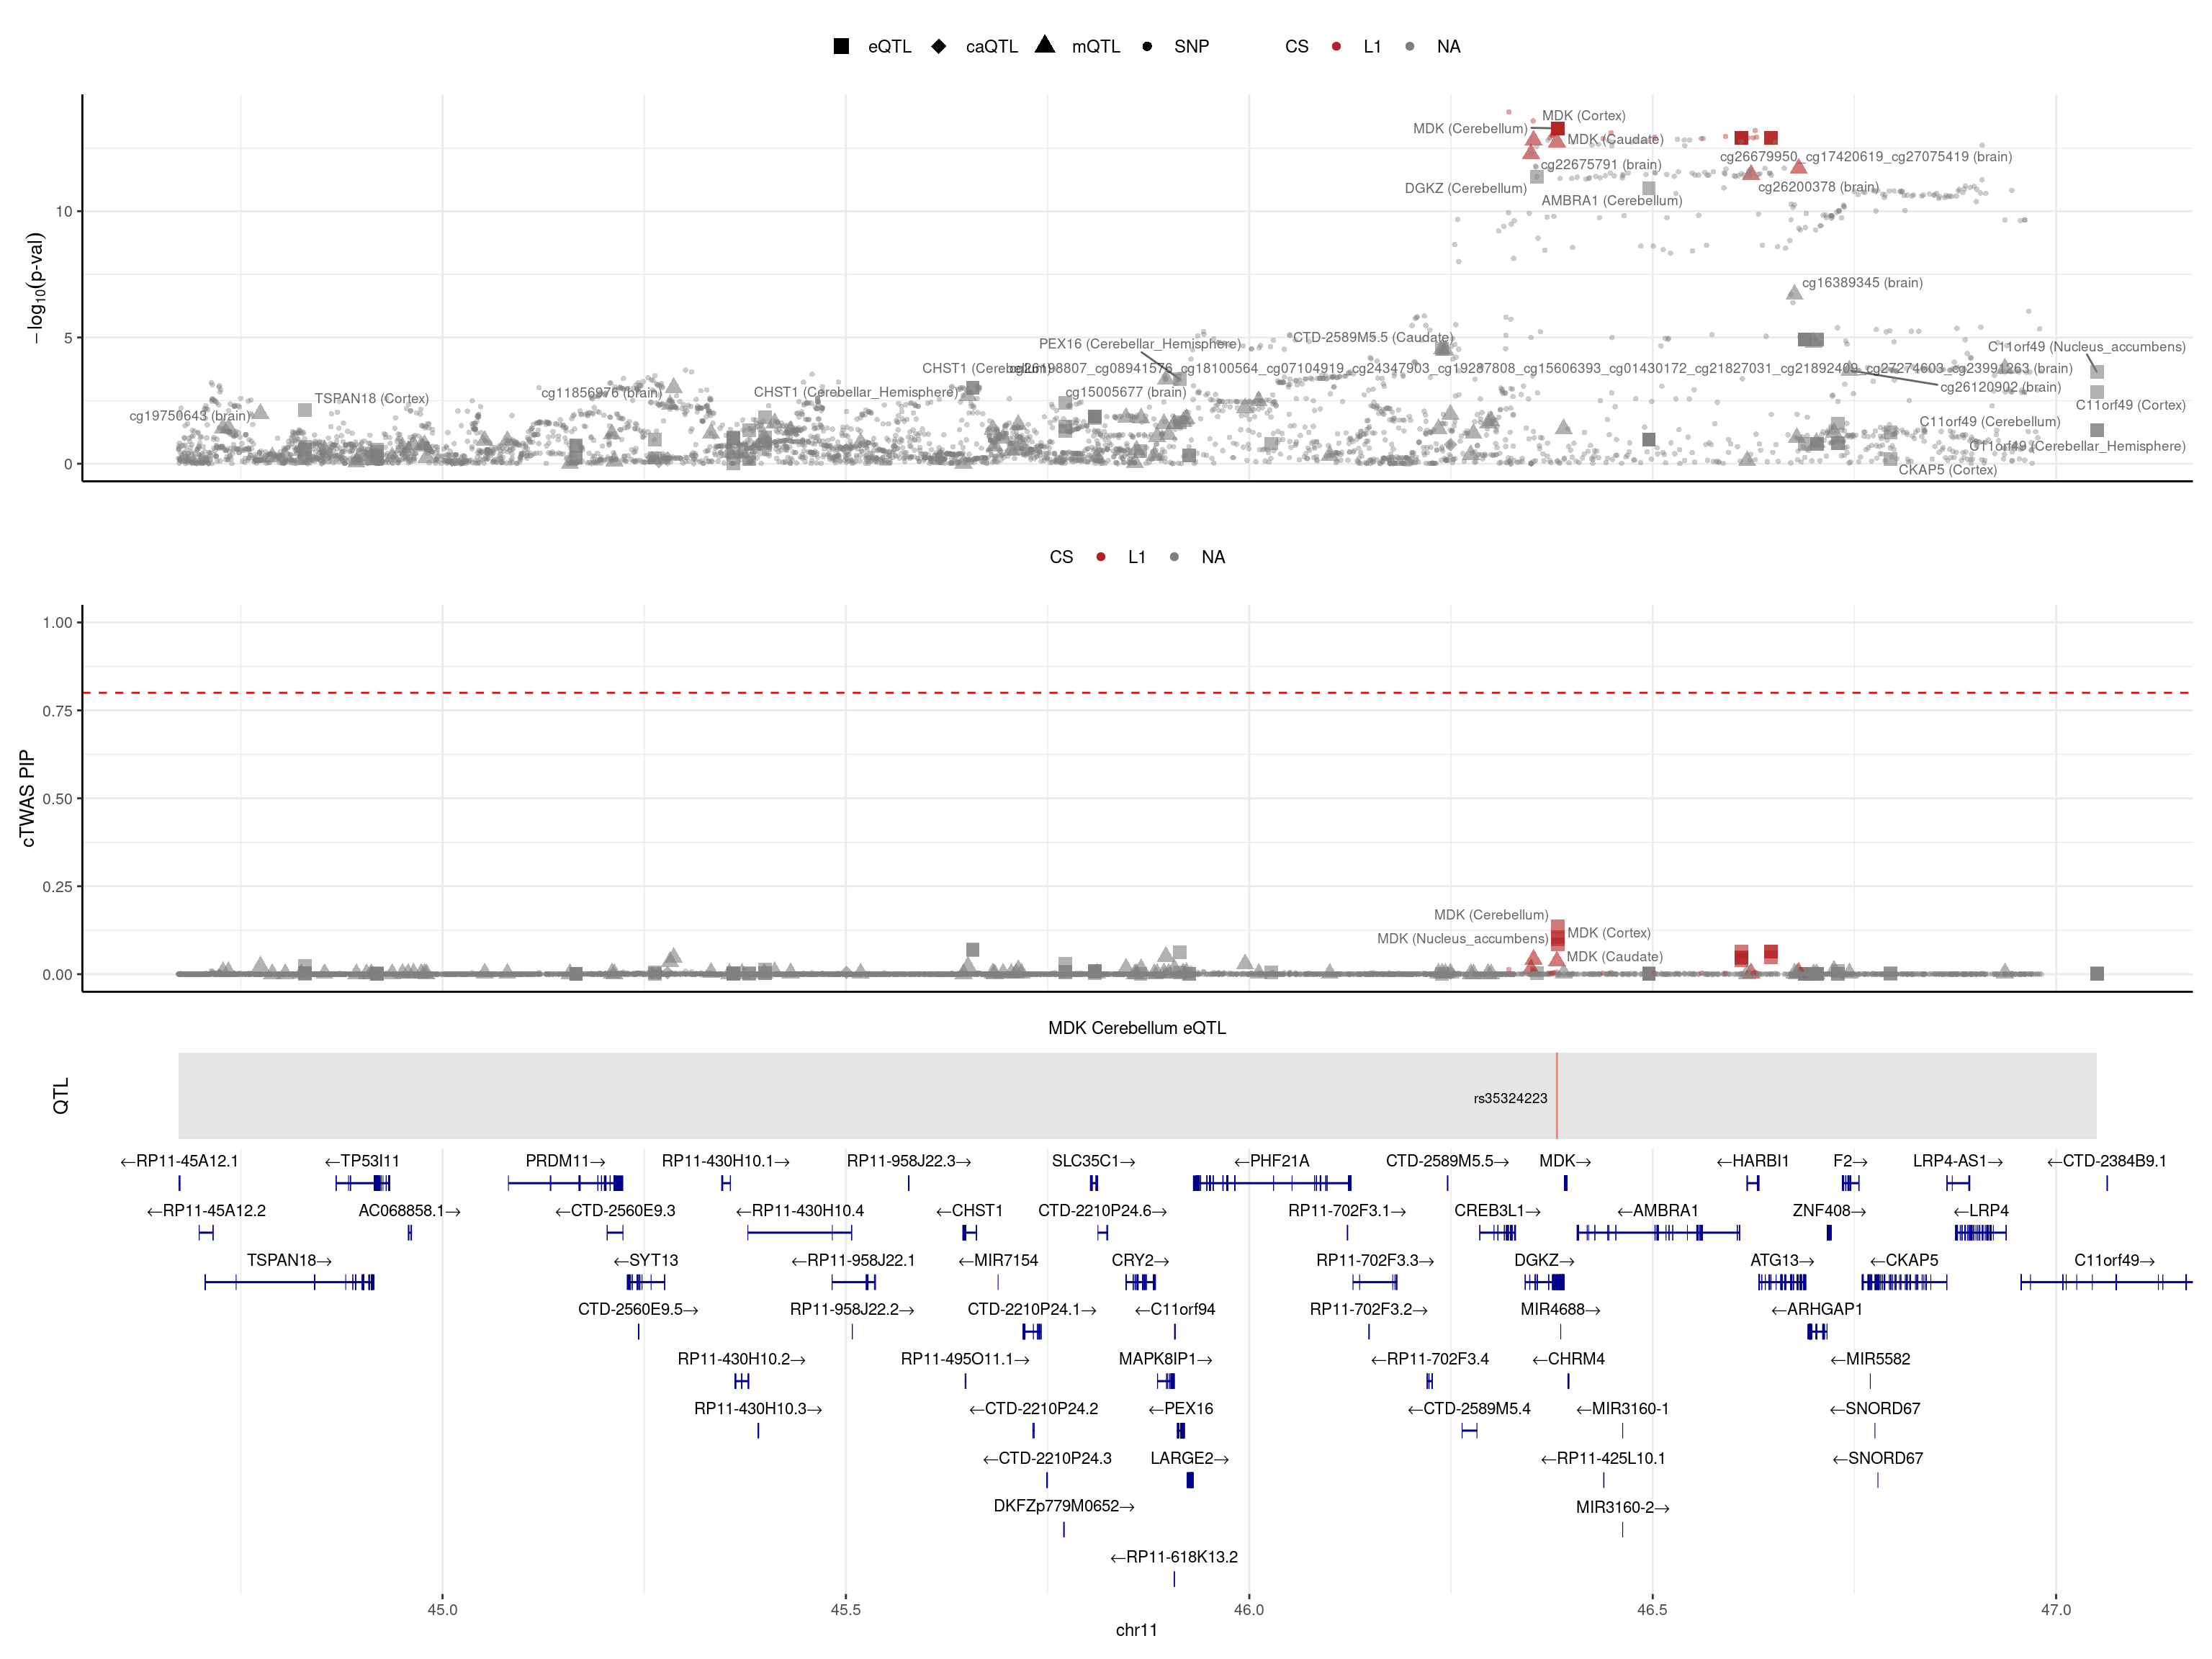 eQTL caQTL mQTL SNP CS L1 NA
MDK (Cortex)
MDK (Cerebellum)
MDK (Caudate)
cg26679950_cg17420619_cg27075419 (brain)
cg22675791 (brain)
DGKZ (Cerebellum)
cg26200378 (brain)
AMBRA1 (Cerebellum)
10
−log10(p-val)
cg16389345 (brain)
5
CTD-2589M5.5 (Caudate)
PEX16 (Cerebellar_Hemisphere)
C11orf49 (Nucleus_accumbens)
CHST1 (Cerebellum)
cg26198807_cg08941576_cg18100564_cg07104919_cg24347903_cg19287808_cg15606393_cg01430172_cg21827031_cg21892409_cg27274603_cg23991263 (brain)
cg26120902 (brain)
cg11856976 (brain)
CHST1 (Cerebellar_Hemisphere)
cg15005677 (brain)
TSPAN18 (Cortex)
C11orf49 (Cortex)
cg19750643 (brain)
C11orf49 (Cerebellum)
C11orf49 (Cerebellar_Hemisphere)
0
CKAP5 (Cortex)
CS L1 NA
1.00
0.75
cTWAS PIP
0.50
0.25
MDK (Cerebellum)
MDK (Cortex)
MDK (Nucleus_accumbens)
MDK (Caudate)
0.00
MDK Cerebellum eQTL
QTL
rs35324223
←RP11-45A12.1 ←TP53I11 PRDM11→ RP11-430H10.1→ RP11-958J22.3→ SLC35C1→ ←PHF21A CTD-2589M5.5→ MDK→ ←HARBI1 F2→ LRP4-AS1→ ←CTD-2384B9.1
←RP11-45A12.2 AC068858.1→ ←CTD-2560E9.3 ←RP11-430H10.4 ←CHST1 CTD-2210P24.6→ RP11-702F3.1→ CREB3L1→ ←AMBRA1 ZNF408→ ←LRP4
TSPAN18→ ←SYT13 ←RP11-958J22.1 ←MIR7154 CRY2→ RP11-702F3.3→ DGKZ→ ATG13→ ←CKAP5 C11orf49→
CTD-2560E9.5→ RP11-958J22.2→ CTD-2210P24.1→ ←C11orf94 RP11-702F3.2→ MIR4688→ ←ARHGAP1
RP11-430H10.2→ RP11-495O11.1→ MAPK8IP1→ ←RP11-702F3.4 ←CHRM4 ←MIR5582
RP11-430H10.3→ ←CTD-2210P24.2 ←PEX16 ←CTD-2589M5.4 ←MIR3160-1 ←SNORD67
←CTD-2210P24.3 LARGE2→ ←RP11-425L10.1 ←SNORD67
DKFZp779M0652→ MIR3160-2→
←RP11-618K13.2
45.0 45.5 46.0 46.5 47.0
chr11